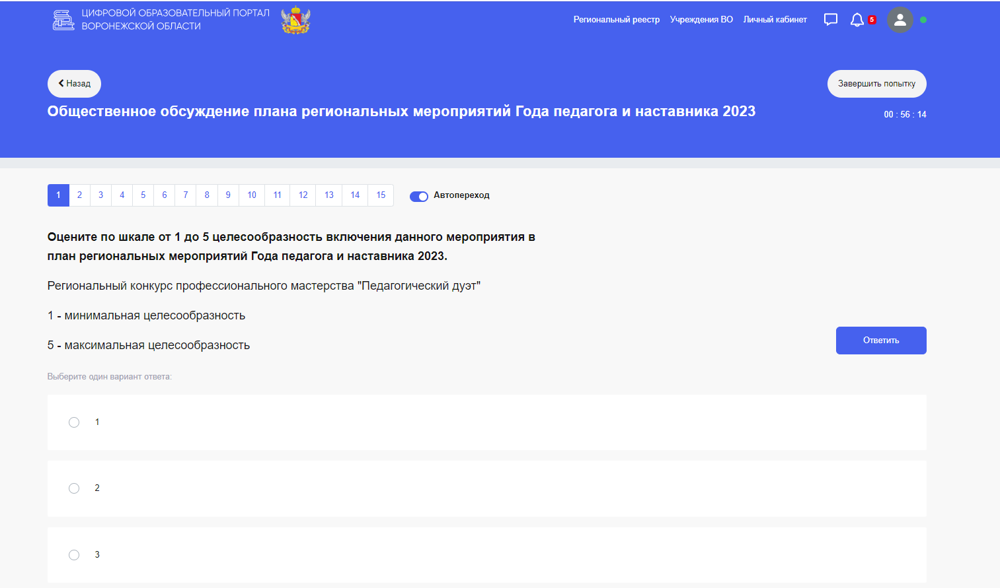 ЦИФРОВОЙ ОБРАЗОВАТЕЛЬНЫЙ ПОРТАЛ
ВОРОНЕЖСКОЙ ОБЛАСТИ
Региональный реестр Учреждения ВО Личный кабинет 5
Назад
Завершить попытку
Общественное обсуждение плана региональных мероприятий Года педагога и наставника 2023
00 : 56 : 14
1 2 3 4 5 6 7 8 9 10 11 12 13 14 15 Автопереход
Оцените по шкале от 1 до 5 целесообразность включения данного мероприятия в
план региональных мероприятий Года педагога и наставника 2023.
Региональный конкурс профессионального мастерства "Педагогический дуэт"
1 - минимальная целесообразность
5 - максимальная целесообразность
Ответить
Выберите один вариант ответа:
1
2
3